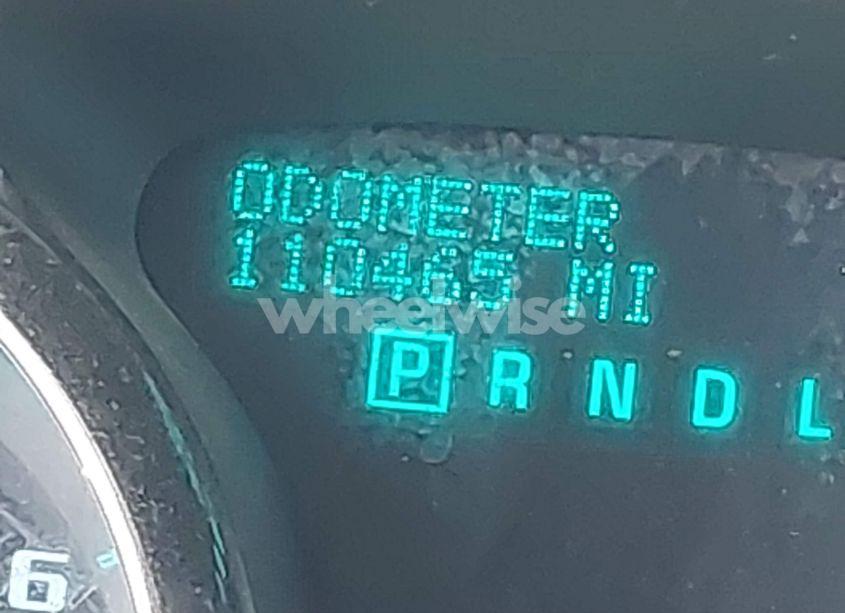 ODOMETER
110465 MI
wheelwise
P R N D L
6